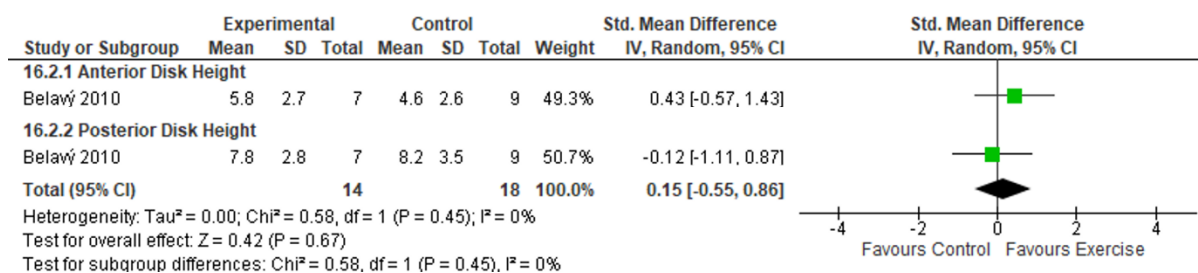 Experimental Control Std. Mean Difference Std. Mean Difference
Study or Subgroup Mean SD Total Mean SD Total Weight IV, Random, 95% CI IV, Random, 95% CI
16.2.1 Anterior Disk Height
Belavý 2010 5.8 2.7 7 4.6 2.6 9 49.3% 0.43 [-0.57, 1.43]
16.2.2 Posterior Disk Height
Belavý 2010 7.8 2.8 7 8.2 3.5 9 50.7% -0.12 [-1.11, 0.87]
Total (95% CI) 14 18 100.0% 0.15 [-0.55, 0.86]
Heterogeneity: Tau² = 0.00; Chi² = 0.58, df = 1 (P = 0.45); I² = 0%
Test for overall effect: Z = 0.42 (P = 0.67)
Test for subgroup differences: Chi² = 0.58, df = 1 (P = 0.45), I² = 0%
-4 -2 0 2 4
Favours Control Favours Exercise